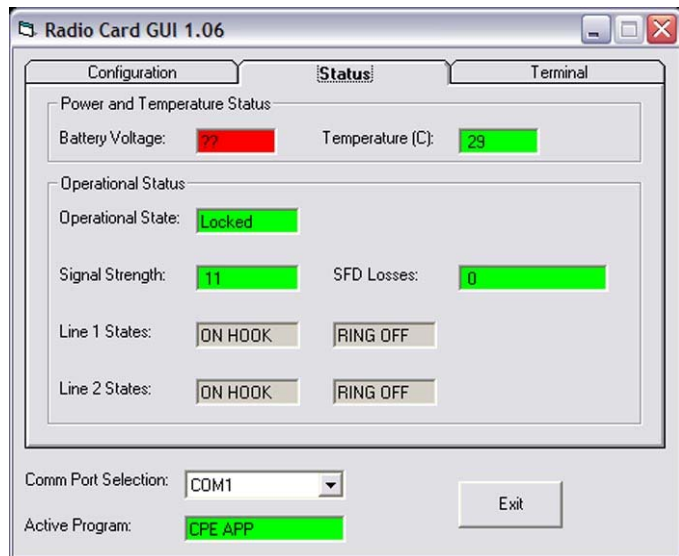 Radio Card GUI 1.06
Configuration Status Terminal
Power and Temperature Status
Battery Voltage: ?? Temperature (C): 29
Operational Status
Operational State: Locked
Signal Strength: 11 SFD Losses: 0
Line 1 States: ON HOOK RING OFF
Line 2 States: ON HOOK RING OFF
Comm Port Selection: COM1
Exit
Active Program: CPE APP